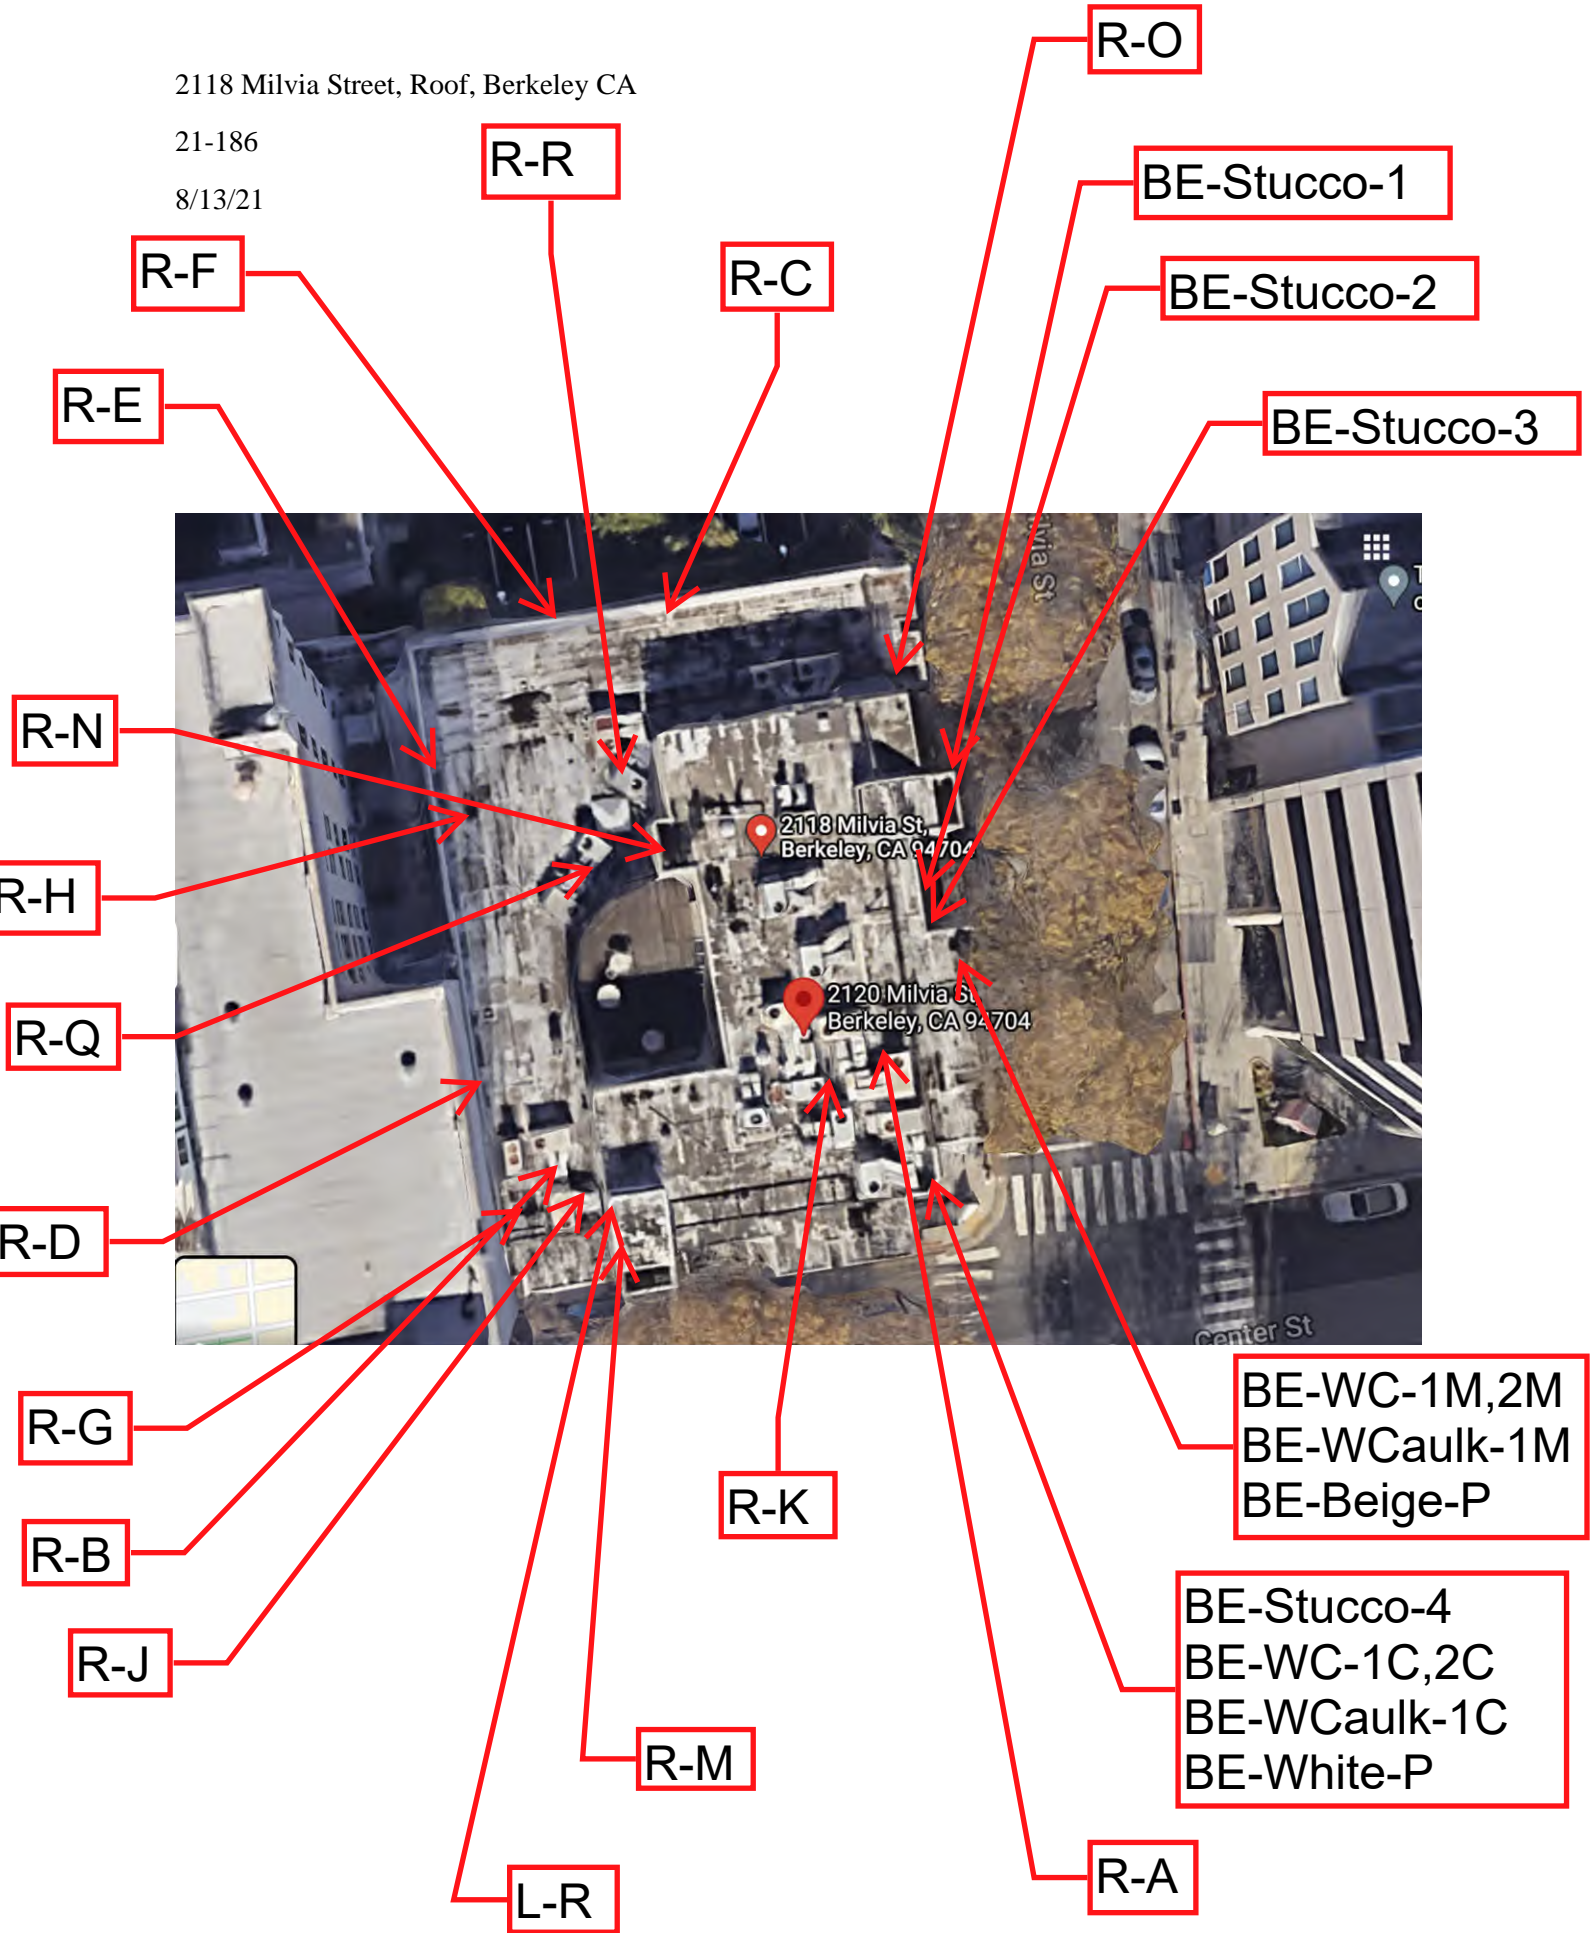 R-O
2118 Milvia Street, Roof, Berkeley CA
21-186
8/13/21
R-R
BE-Stucco-1
R-F
R-C
BE-Stucco-2
R-E
BE-Stucco-3
lvia St
R-N
2118 Milvia St,
Berkeley, CA 94704
R-H
R-Q
2120 Milvia St,
Berkeley, CA 94704
R-D
Center St
R-G
BE-WC-1M,2M
BE-WCaulk-1M
BE-Beige-P
R-K
R-B
R-J
BE-Stucco-4
BE-WC-1C,2C
BE-WCaulk-1C
BE-White-P
R-M
R-A
L-R